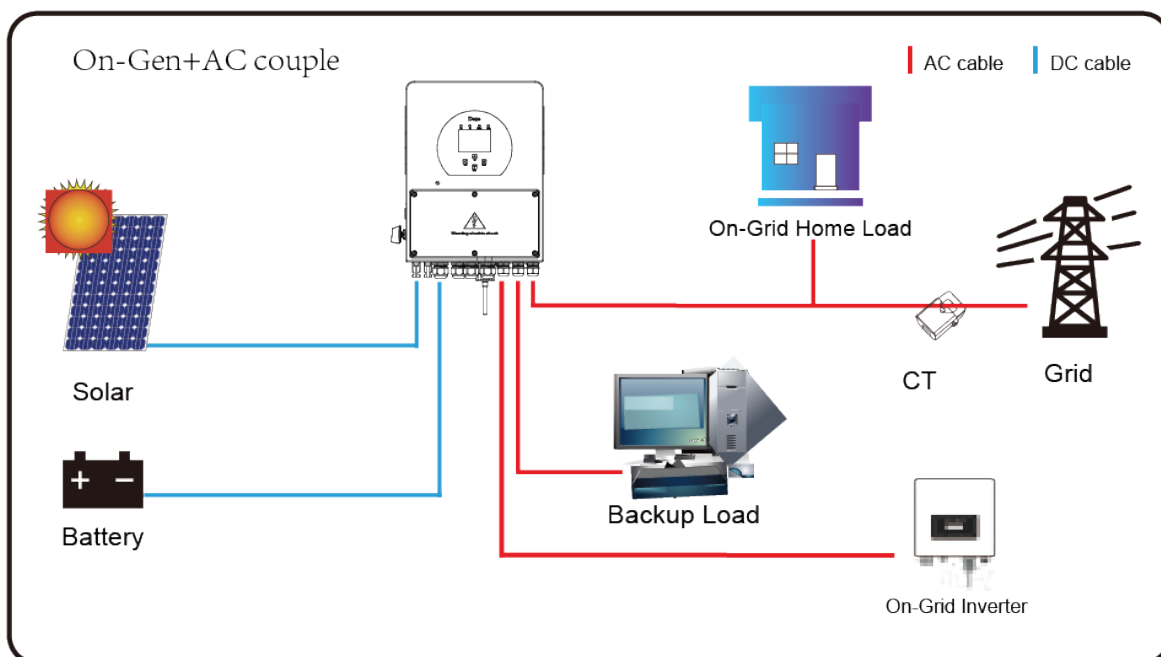 On-Gen+AC couple
AC cable
DC cable
On-Grid Home Load
Solar
CT
Grid
Battery
Backup Load
On-Grid Inverter
+ −